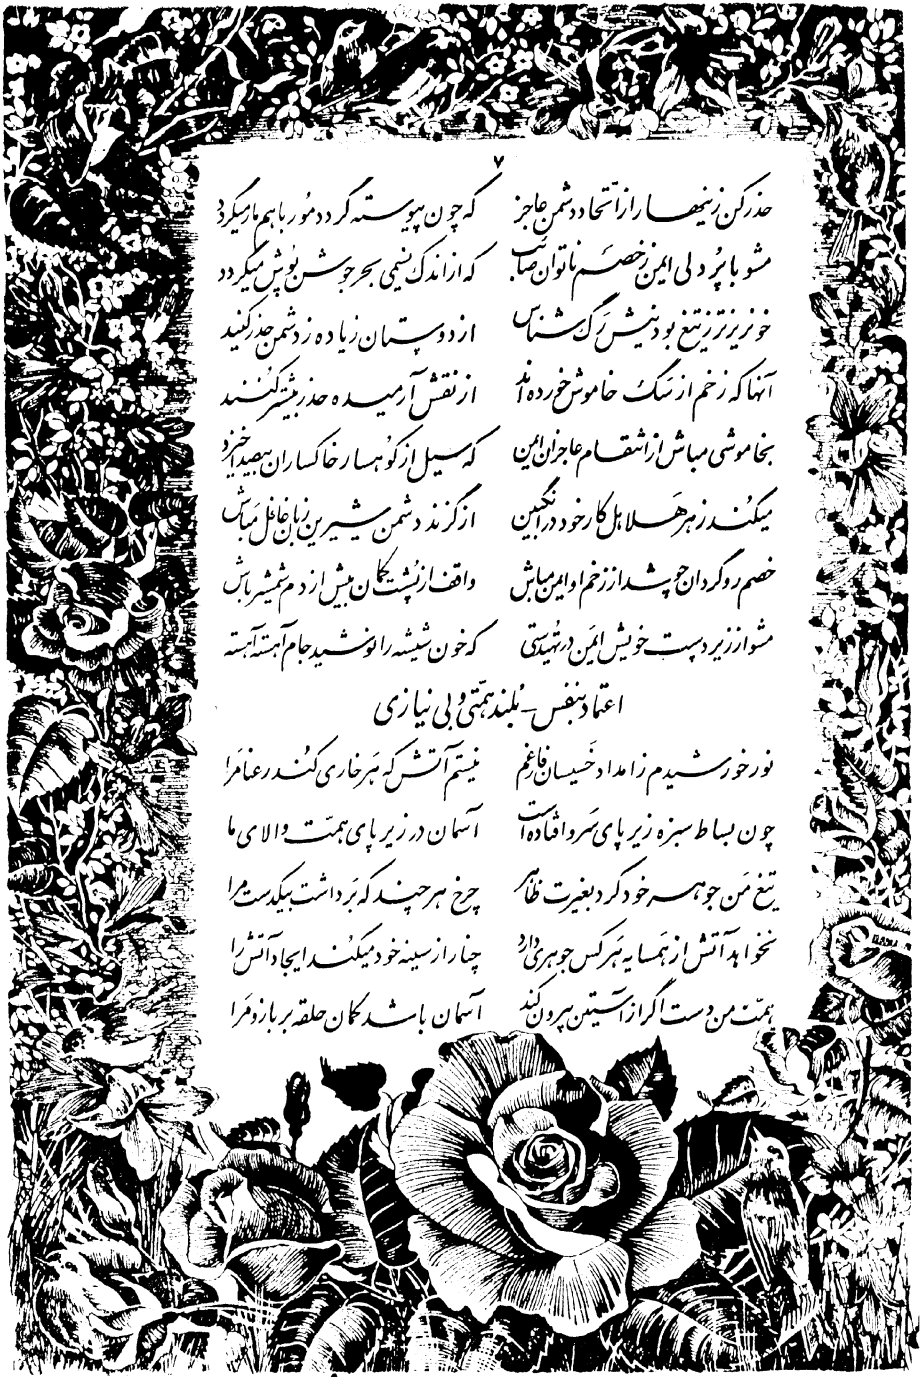 ۷
حذر کن زینهار از اتحاد دشمن عاجز که چون پیوسته گردد مور با هم مار میگردد
مشو با پُر دلی ایمن ز خصم ناتوان صائب که از اندک نسیمی بحر جوشن پوش میگردد
خونریزتر ز تیغ بود نیش رگ شناس از دوستان زیاده ز دشمن حذر کنید
آنها که زخم از سگ خاموش خورده اند از نقش آرمیده حذر بیشتر کنند
بخاموشی مباش از انتقام عاجزان ایمن که سیل از کوهسار خاکساران بیصدا خیزد
میکند زهر هلاهل کار خود در انگبین از گزند دشمن شیرین زبان غافل مباش
خصم روگردان چو شد از زخم او ایمن مباش واقف از پشت کمان بیش از دم شمشیر باش
مشو از زیردست خویش ایمن در تهیدستی که خون شیشه را نوشید جام آهسته آهسته
اعتماد بنفس ـ بلند همتی و بی نیازی
نور خورشیدم ز امداد خسیسان فارغم نیستم آتش که هر خاری کند رعنا مرا
چون بساط سبزه زیر پای سرو افتاده است آسمان در زیر پای همّت والای ما
تیغ من جوهر خود کرد بغیرت ظاهر چرخ هر چند که برداشت بیکدست مرا
نخواهد آتش از همسایه هر کس جوهری دارد چنار از سینه خود میکند ایجاد آتش را
همّت من دست اگر از آستین بیرون کند آسمان باشد کمان حلقه بر بازو مرا